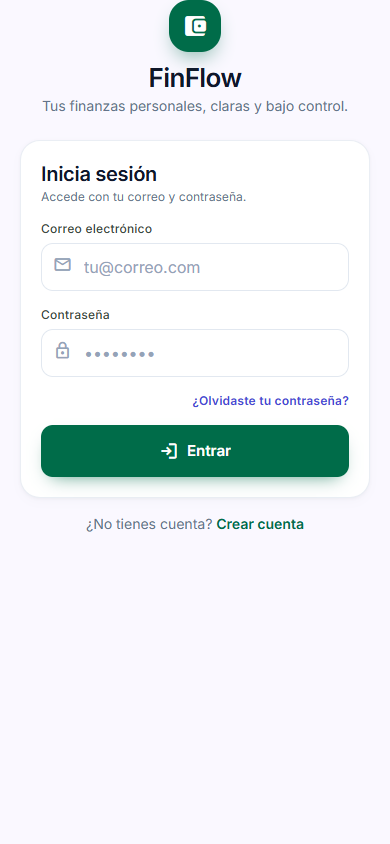 FinFlow
Tus finanzas personales, claras y bajo control.
Inicia sesión
Accede con tu correo y contraseña.
Correo electrónico
tu@correo.com
Contraseña
••••••••
¿Olvidaste tu contraseña?
Entrar
¿No tienes cuenta? Crear cuenta